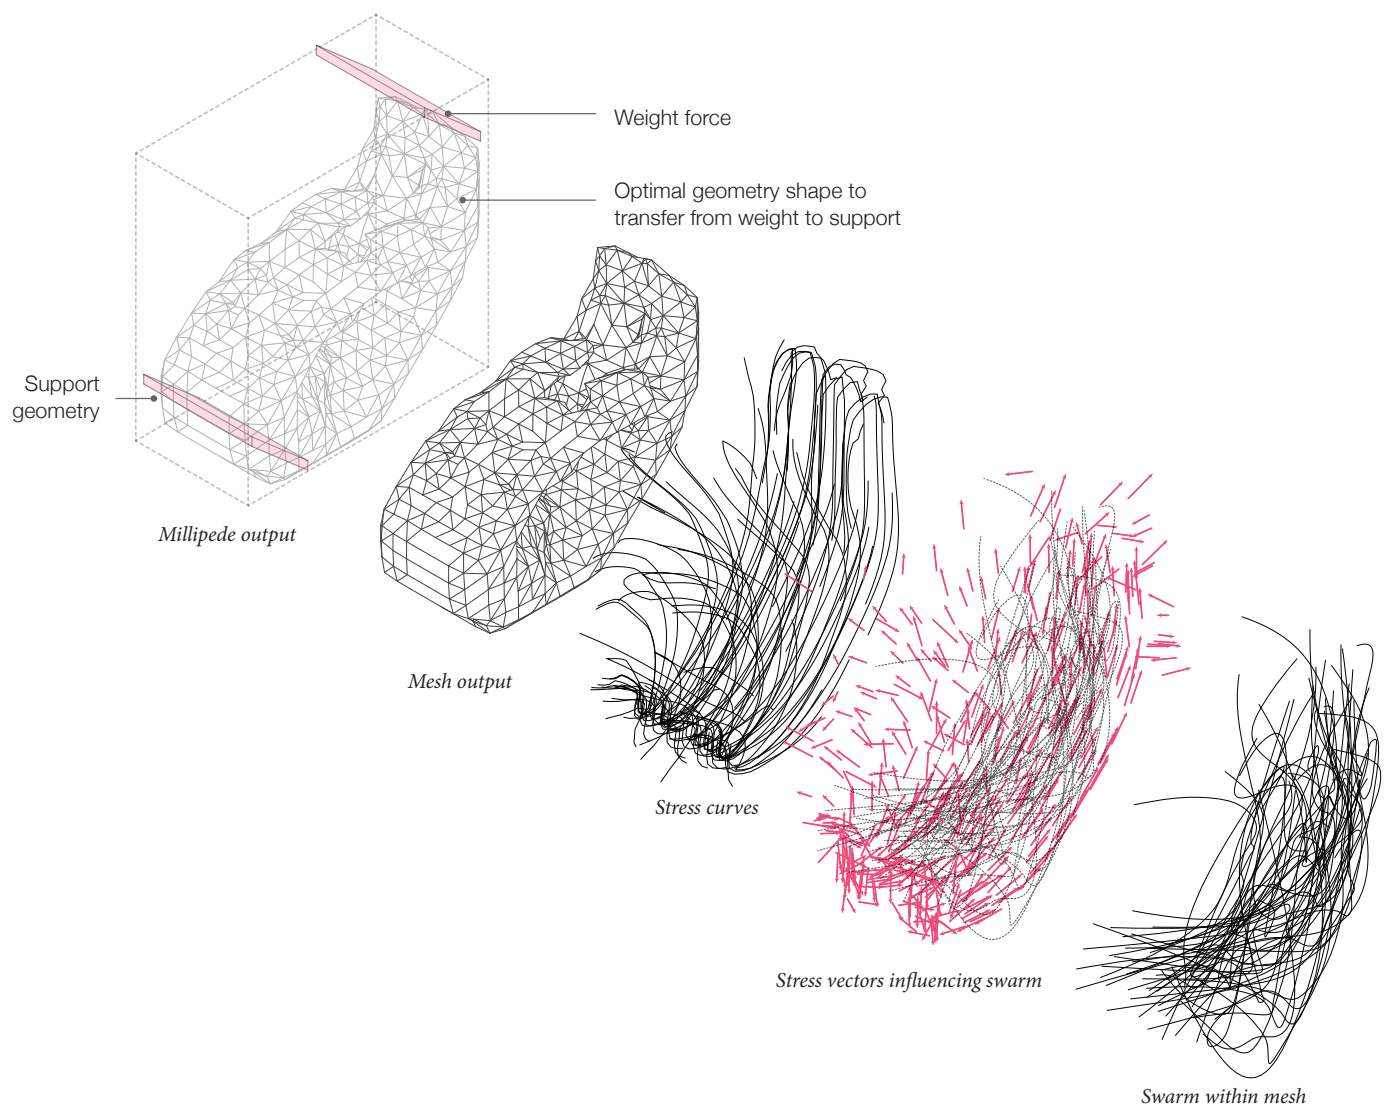 Weight force
Optimal geometry shape to
transfer from weight to support
Support
geometry
Millipede output
Mesh output
Stress curves
Stress vectors influencing swarm
Swarm within mesh